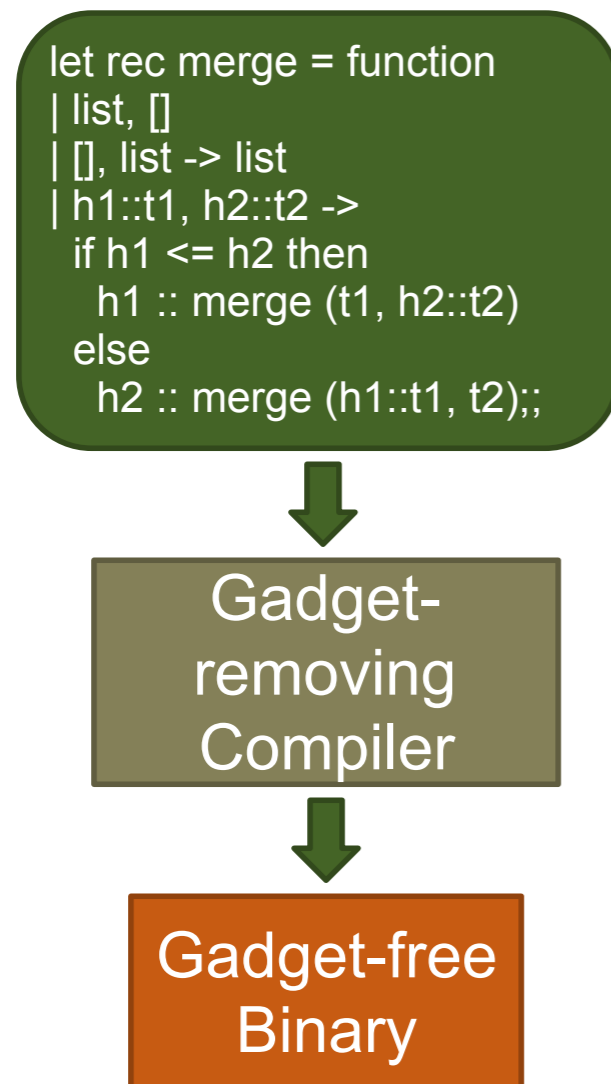 let rec merge = function
| list, []
| [], list -> list
| h1::t1, h2::t2 ->
if h1 <= h2 then
h1 :: merge (t1, h2::t2)
else
h2 :: merge (h1::t1, t2);;
Gadget-
removing
Compiler
Gadget-free
Binary